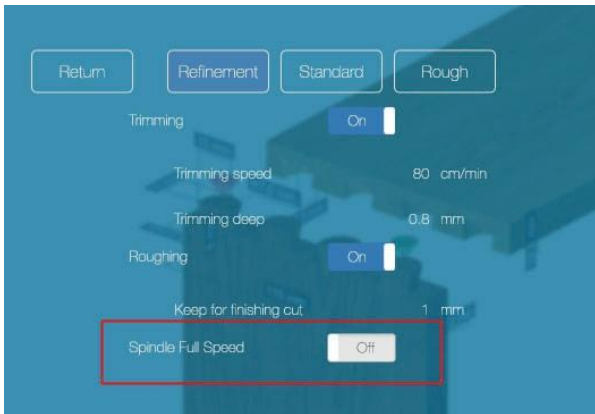 Return Refinement Standard Rough
Trimming On
Trimming speed 80 cm/min
Trimming deep 0.8 mm
Roughing On
Keep for finishing cut 1 mm
Spindle Full Speed Off